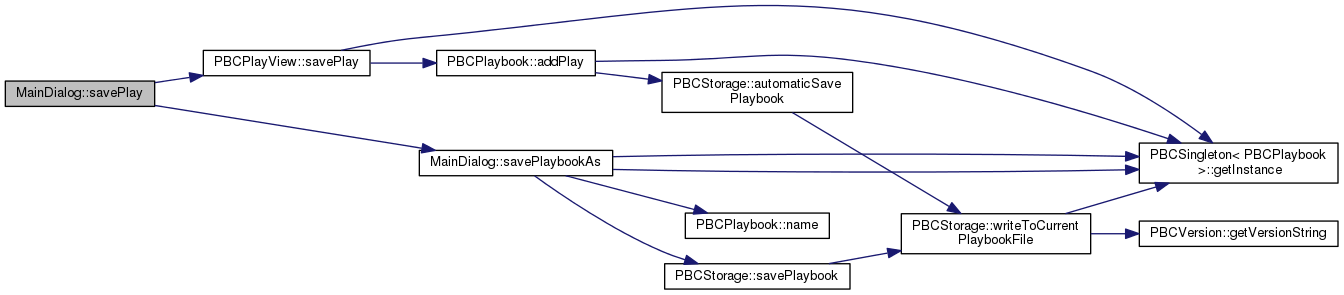 MainDialog::savePlay
PBCPlayView::savePlay
PBCPlaybook::addPlay
PBCStorage::automaticSave
Playbook
MainDialog::savePlaybookAs
PBCSingleton< PBCPlaybook
>::getInstance
PBCPlaybook::name
PBCStorage::writeToCurrent
PlaybookFile
PBCVersion::getVersionString
PBCStorage::savePlaybook